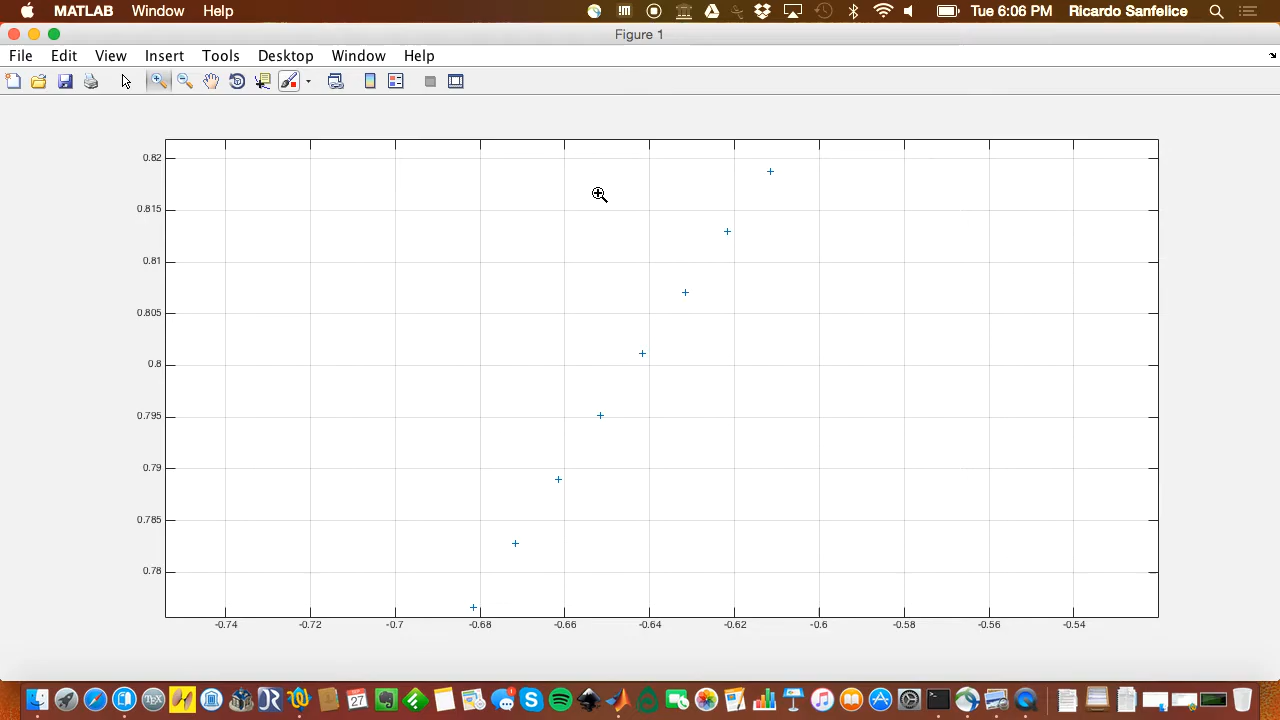 MATLAB Window Help Tue 6:06 PM Ricardo Sanfelice
Figure 1
File Edit View Insert Tools Desktop Window Help
0.82
0.815
0.81
0.805
0.8
0.795
0.79
0.785
0.78
-0.74 -0.72 -0.7 -0.68 -0.66 -0.64 -0.62 -0.6 -0.58 -0.56 -0.54
TEX 27